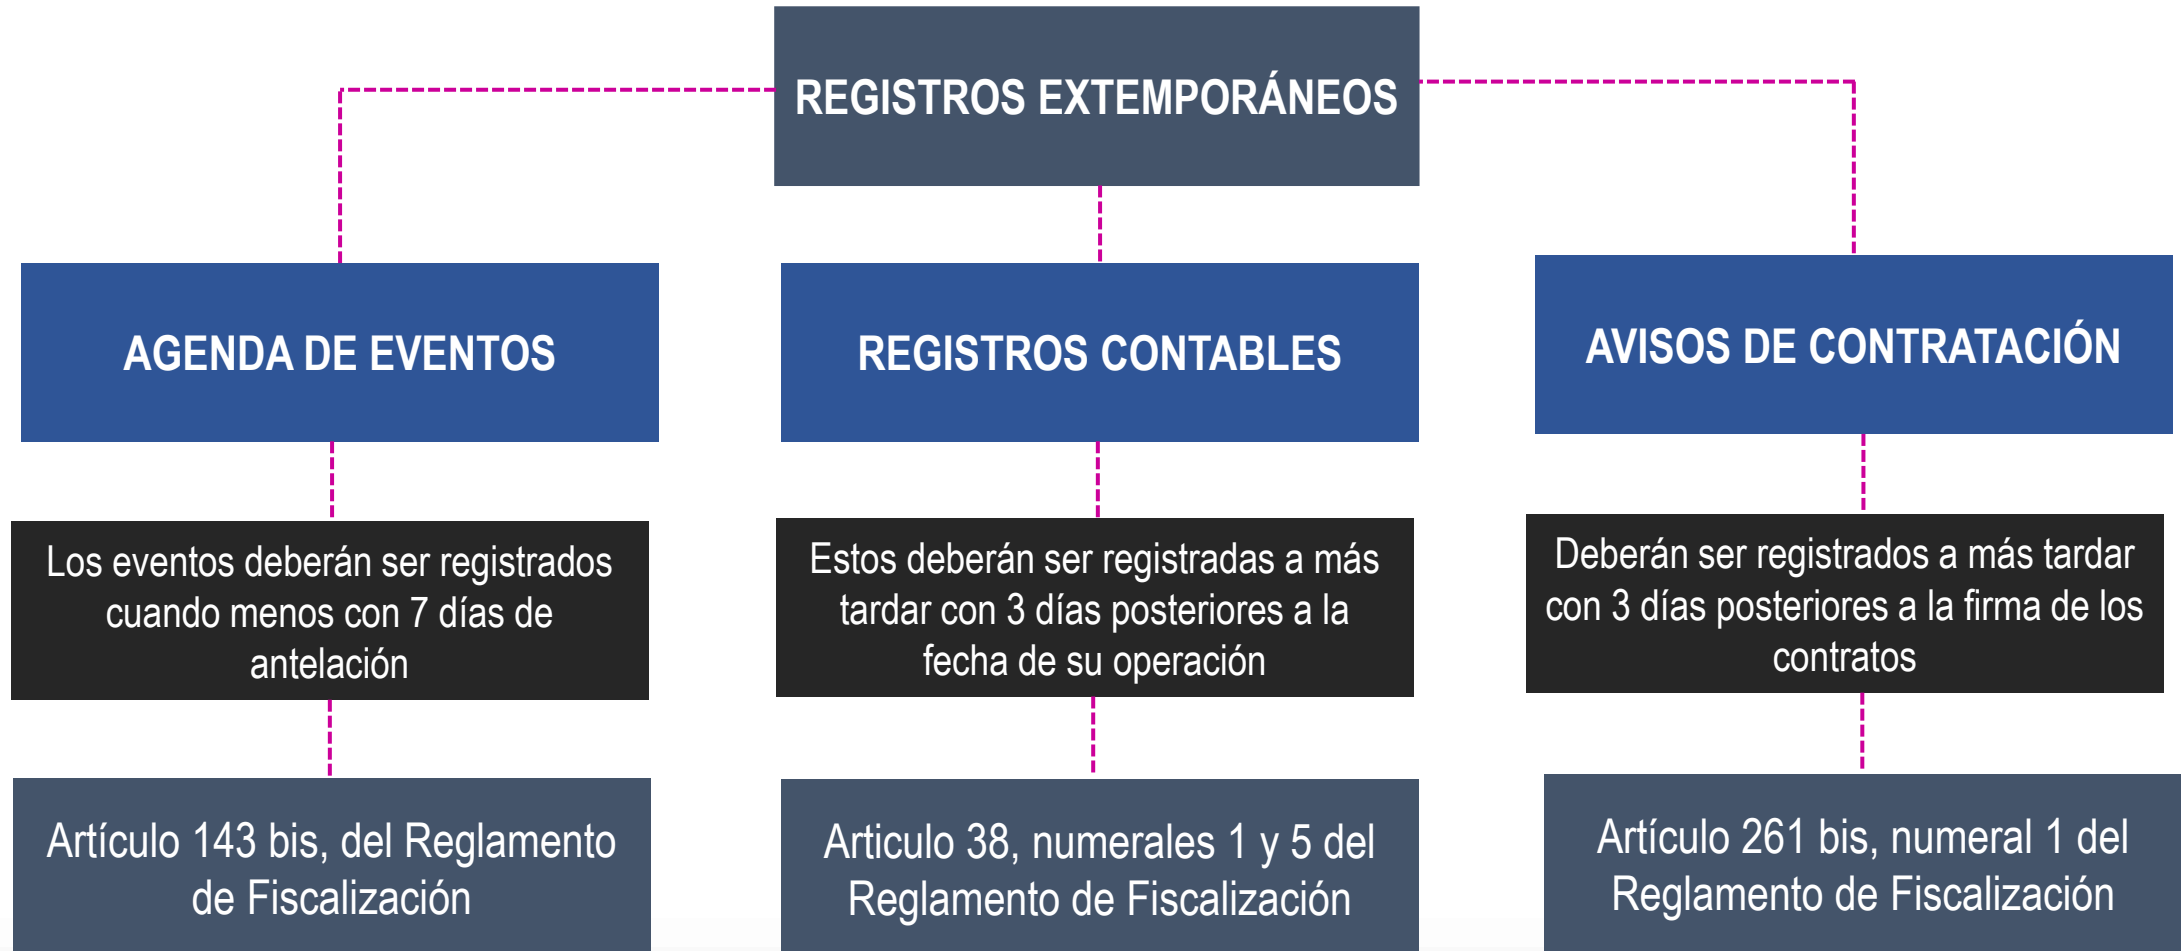 REGISTROS EXTEMPORÁNEOS
AGENDA DE EVENTOS
REGISTROS CONTABLES
AVISOS DE CONTRATACIÓN
Los eventos deberán ser registrados
cuando menos con 7 días de
antelación
Estos deberán ser registradas a más
tardar con 3 días posteriores a la
fecha de su operación
Deberán ser registrados a más tardar
con 3 días posteriores a la firma de los
contratos
Artículo 143 bis, del Reglamento
de Fiscalización
Articulo 38, numerales 1 y 5 del
Reglamento de Fiscalización
Artículo 261 bis, numeral 1 del
Reglamento de Fiscalización